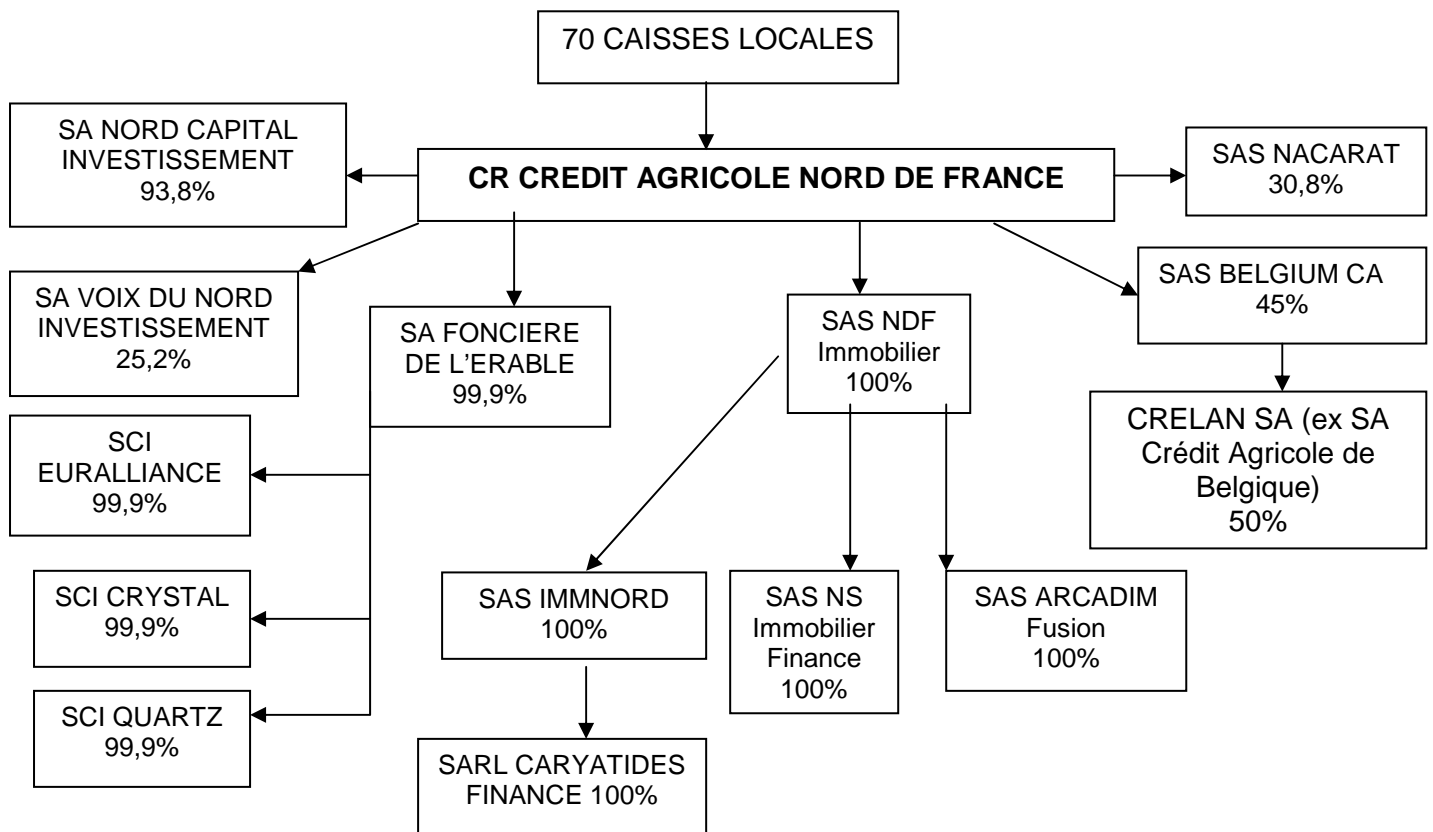 70 CAISSES LOCALES
SA NORD CAPITAL
INVESTISSEMENT
93,8%
CR CREDIT AGRICOLE NORD DE FRANCE
SAS NACARAT
30,8%
SA VOIX DU NORD
INVESTISSEMENT
25,2%
SA FONCIERE
DE L'ERABLE
99,9%
SAS NDF
Immobilier
100%
SAS BELGIUM CA
45%
CRELAN SA (ex SA
Crédit Agricole de
Belgique)
50%
SCI
EURALLIANCE
99,9%
SCI CRYSTAL
99,9%
SCI QUARTZ
99,9%
SAS IMMNORD
100%
SAS NS
Immobilier
Finance
100%
SAS ARCADIM
Fusion
100%
SARL CARYATIDES
FINANCE 100%